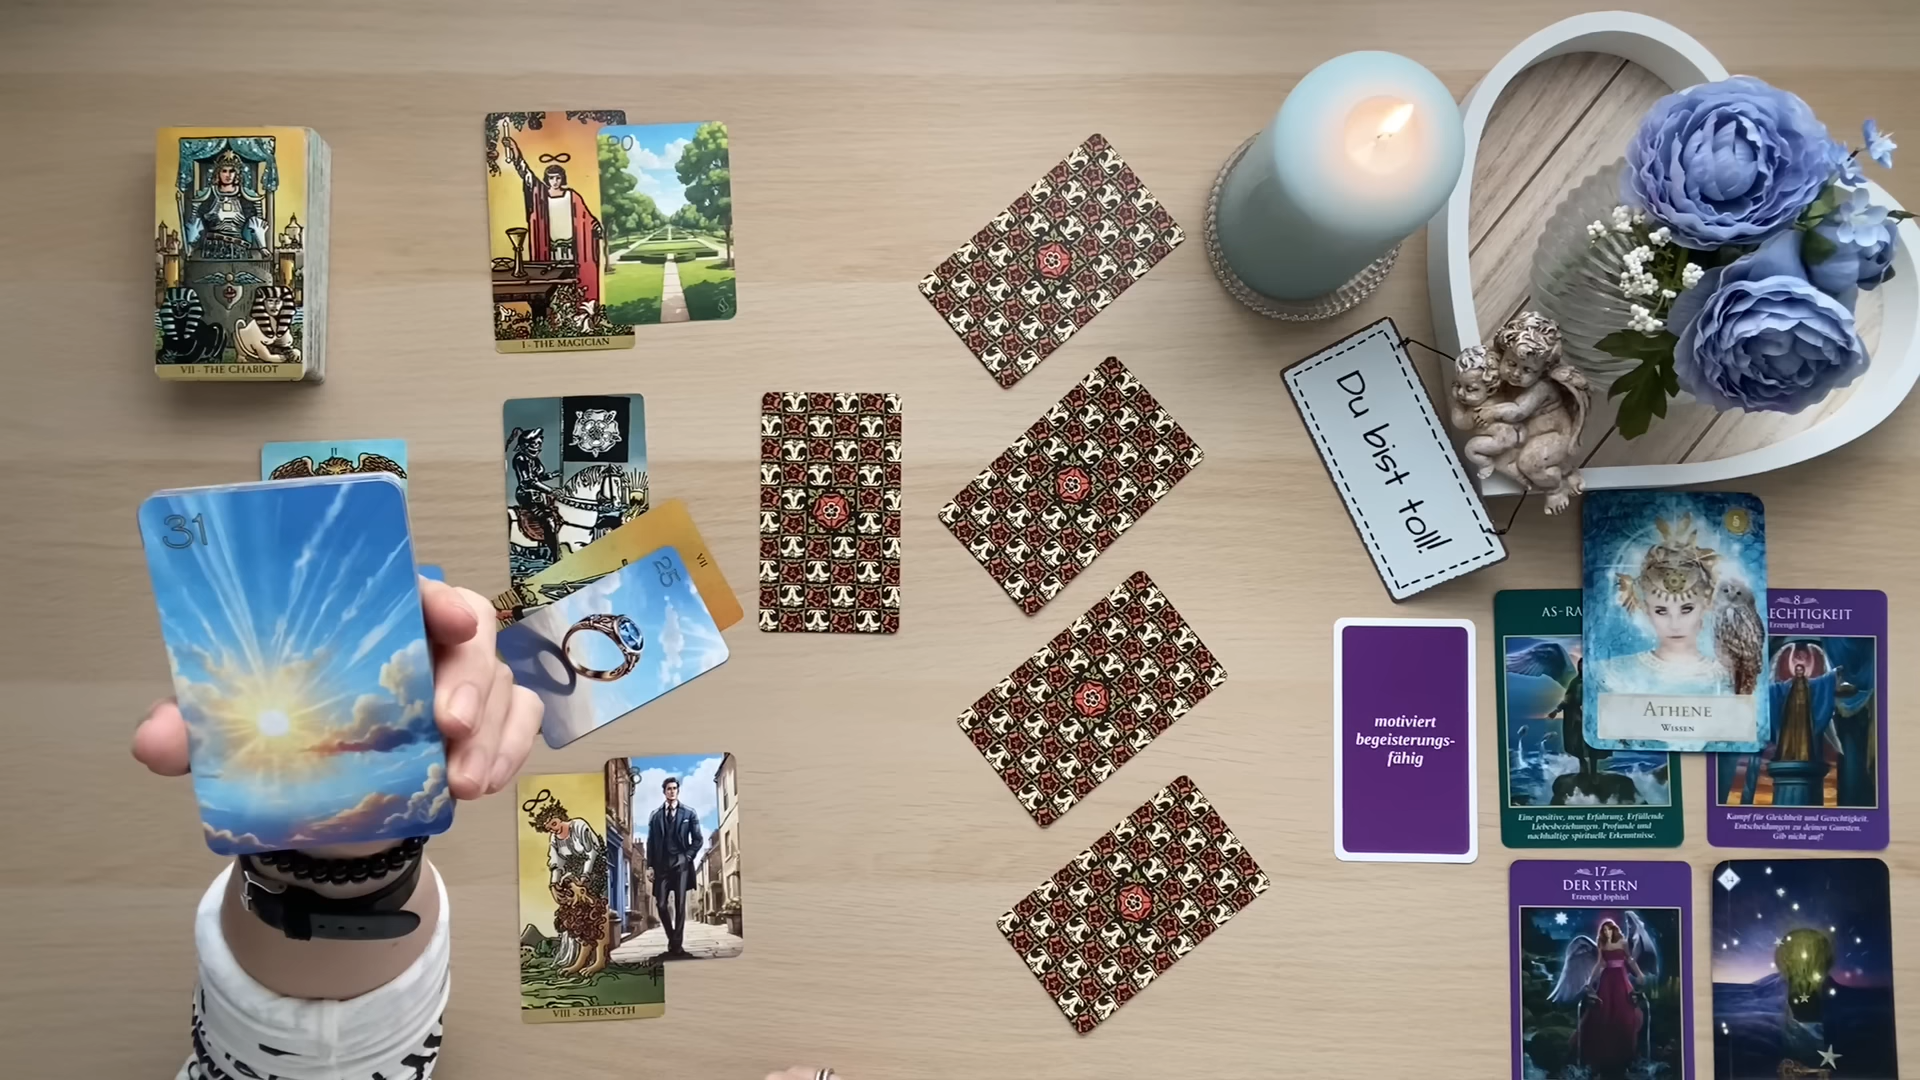 VII - THE CHARIOT
I - THE MAGICIAN
II
31
VII
25
VIII - STRENGTH
Du bist toll!
motiviert
begeisterungs-
fähig
AS-RA
ATHENE
WISSEN
8
ECHTIGKEIT
Erzengel Raguel
Eine positive, neue Erfahrung. Erfüllende
Liebesbeziehungen. Profunde und
nachhaltige spirituelle Erkenntnisse.
Kampf für Gleichheit und Gerechtigkeit.
Entscheidungen zu deinen Gunsten.
Gib nicht auf!
17
DER STERN
Erzengel Jophiel